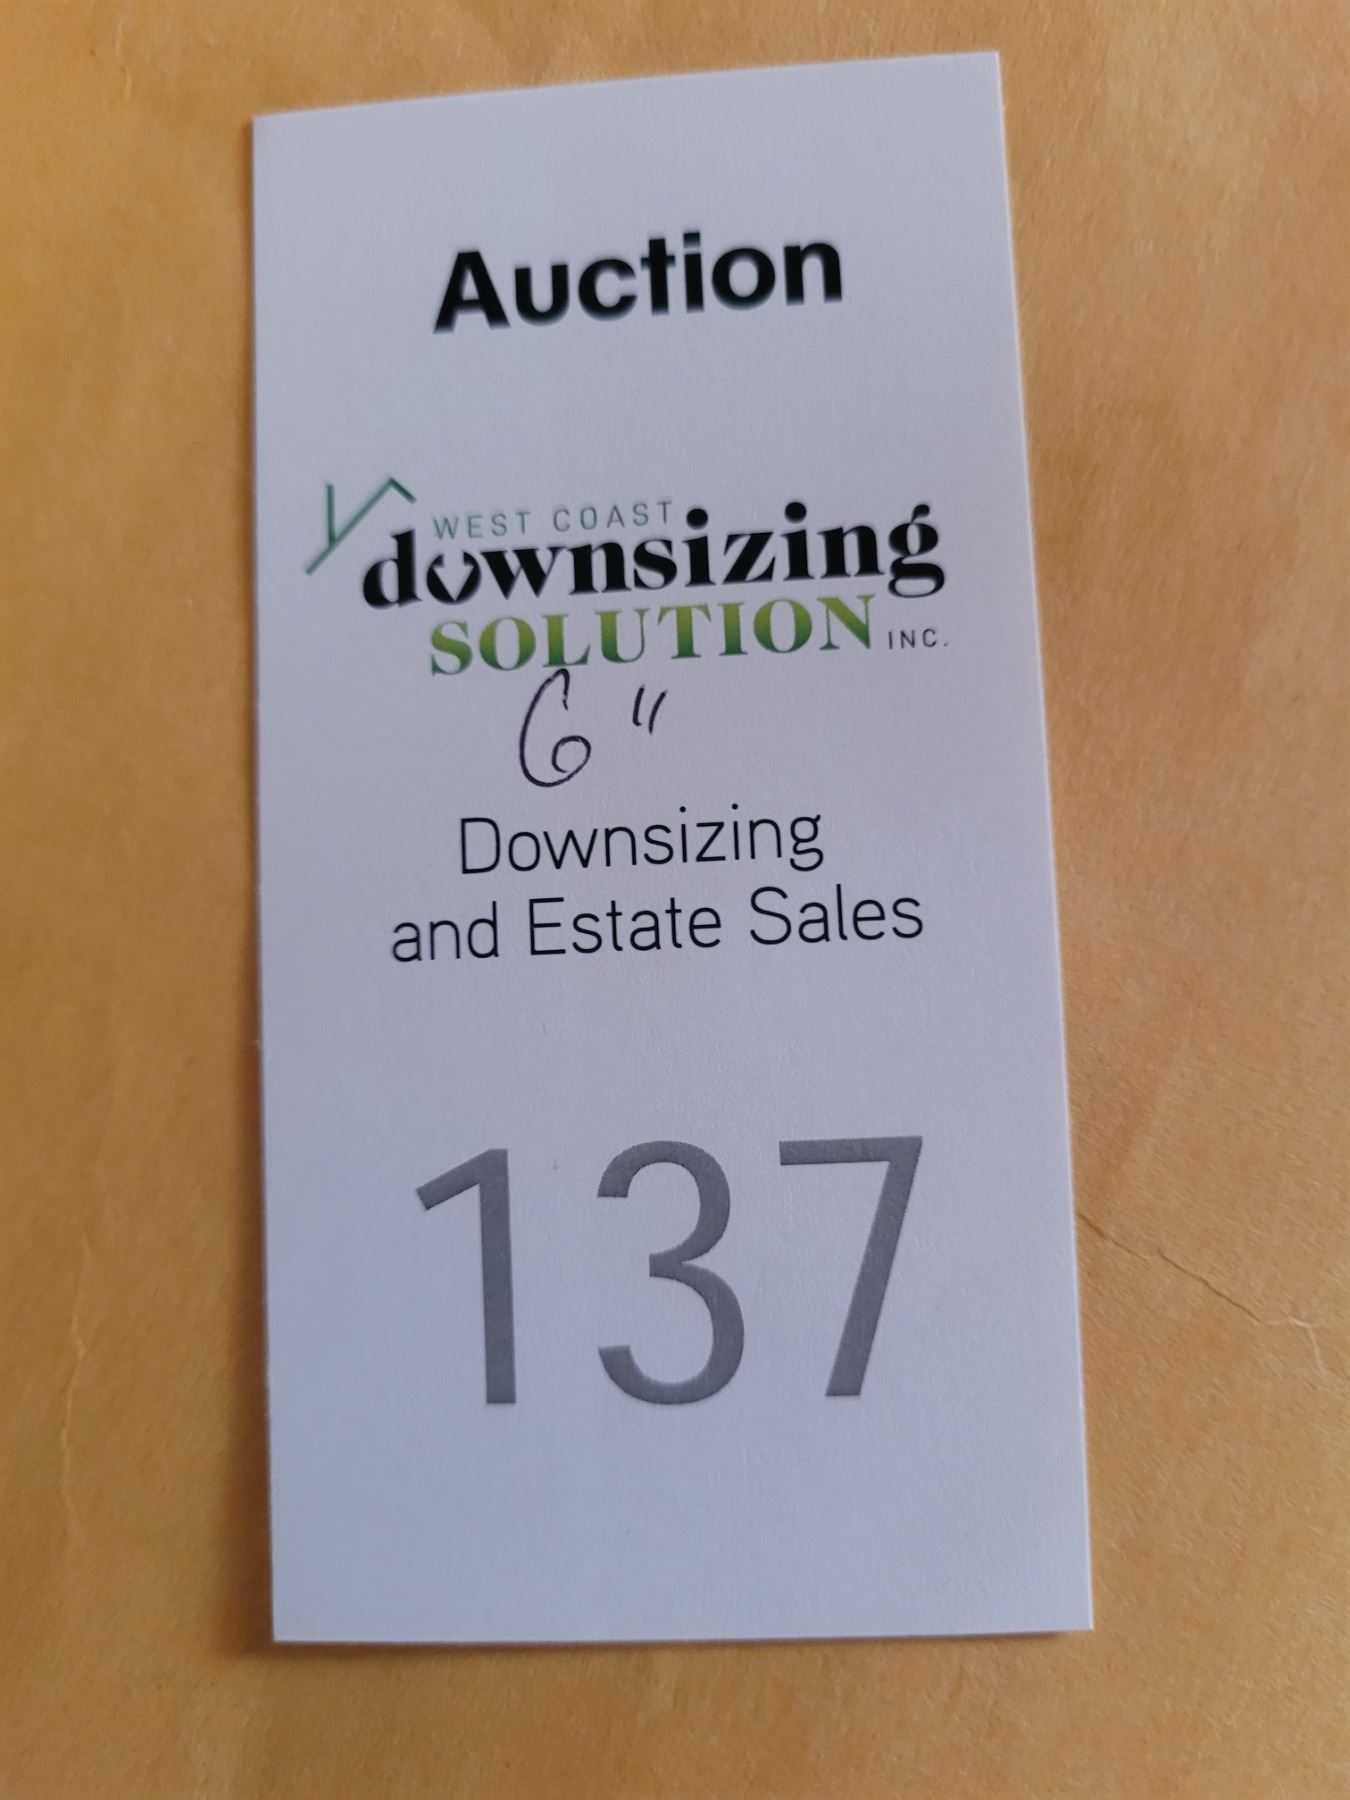 Auction
WEST COAST
downsizing
SOLUTION INC.
6"
Downsizing
and Estate Sales
137